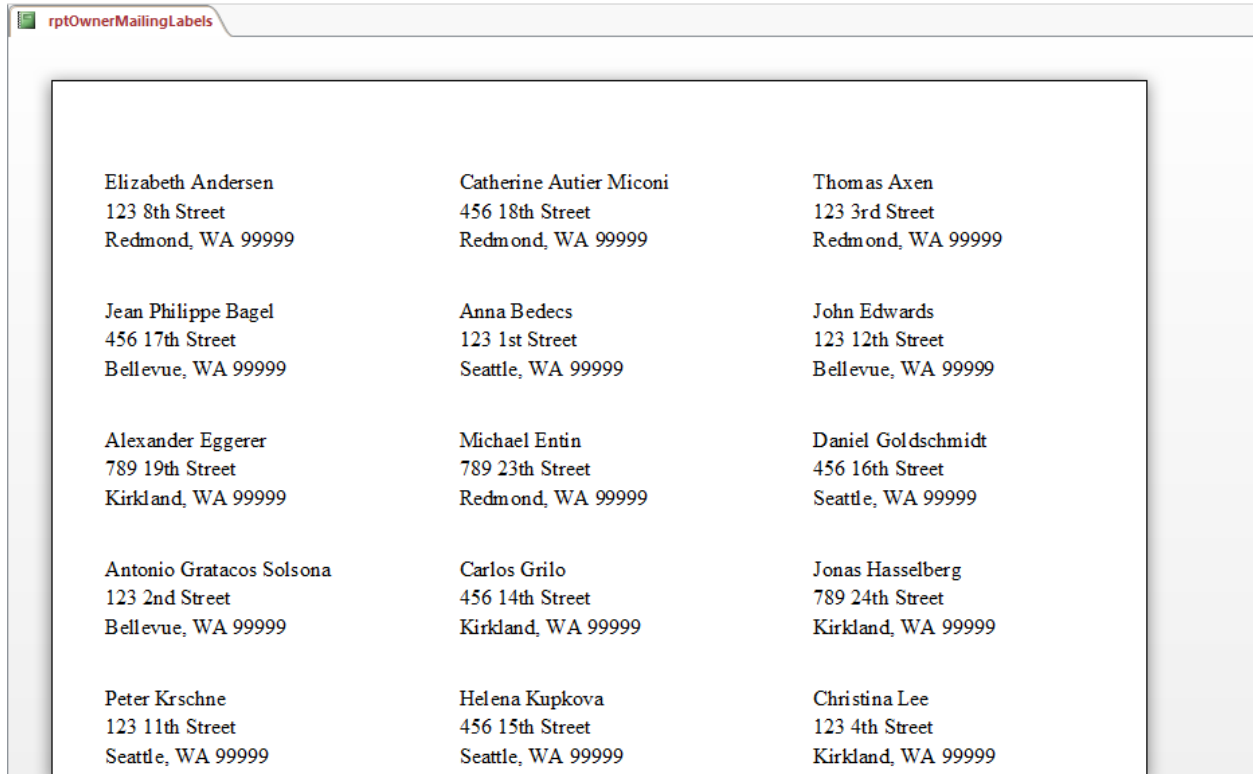 rptOwnerMailingLabels
Elizabeth Andersen
123 8th Street
Redmond, WA 99999
Catherine Autier Miconi
456 18th Street
Redmond, WA 99999
Thomas Axen
123 3rd Street
Redmond, WA 99999
Jean Philippe Bagel
456 17th Street
Bellevue, WA 99999
Anna Bedecs
123 1st Street
Seattle, WA 99999
John Edwards
123 12th Street
Bellevue, WA 99999
Alexander Eggerer
789 19th Street
Kirkland, WA 99999
Michael Entin
789 23th Street
Redmond, WA 99999
Daniel Goldschmidt
456 16th Street
Seattle, WA 99999
Antonio Gratacos Solsona
123 2nd Street
Bellevue, WA 99999
Carlos Grilo
456 14th Street
Kirkland, WA 99999
Jonas Hasselberg
789 24th Street
Kirkland, WA 99999
Peter Krschne
123 11th Street
Seattle, WA 99999
Helena Kupkova
456 15th Street
Seattle, WA 99999
Christina Lee
123 4th Street
Kirkland, WA 99999